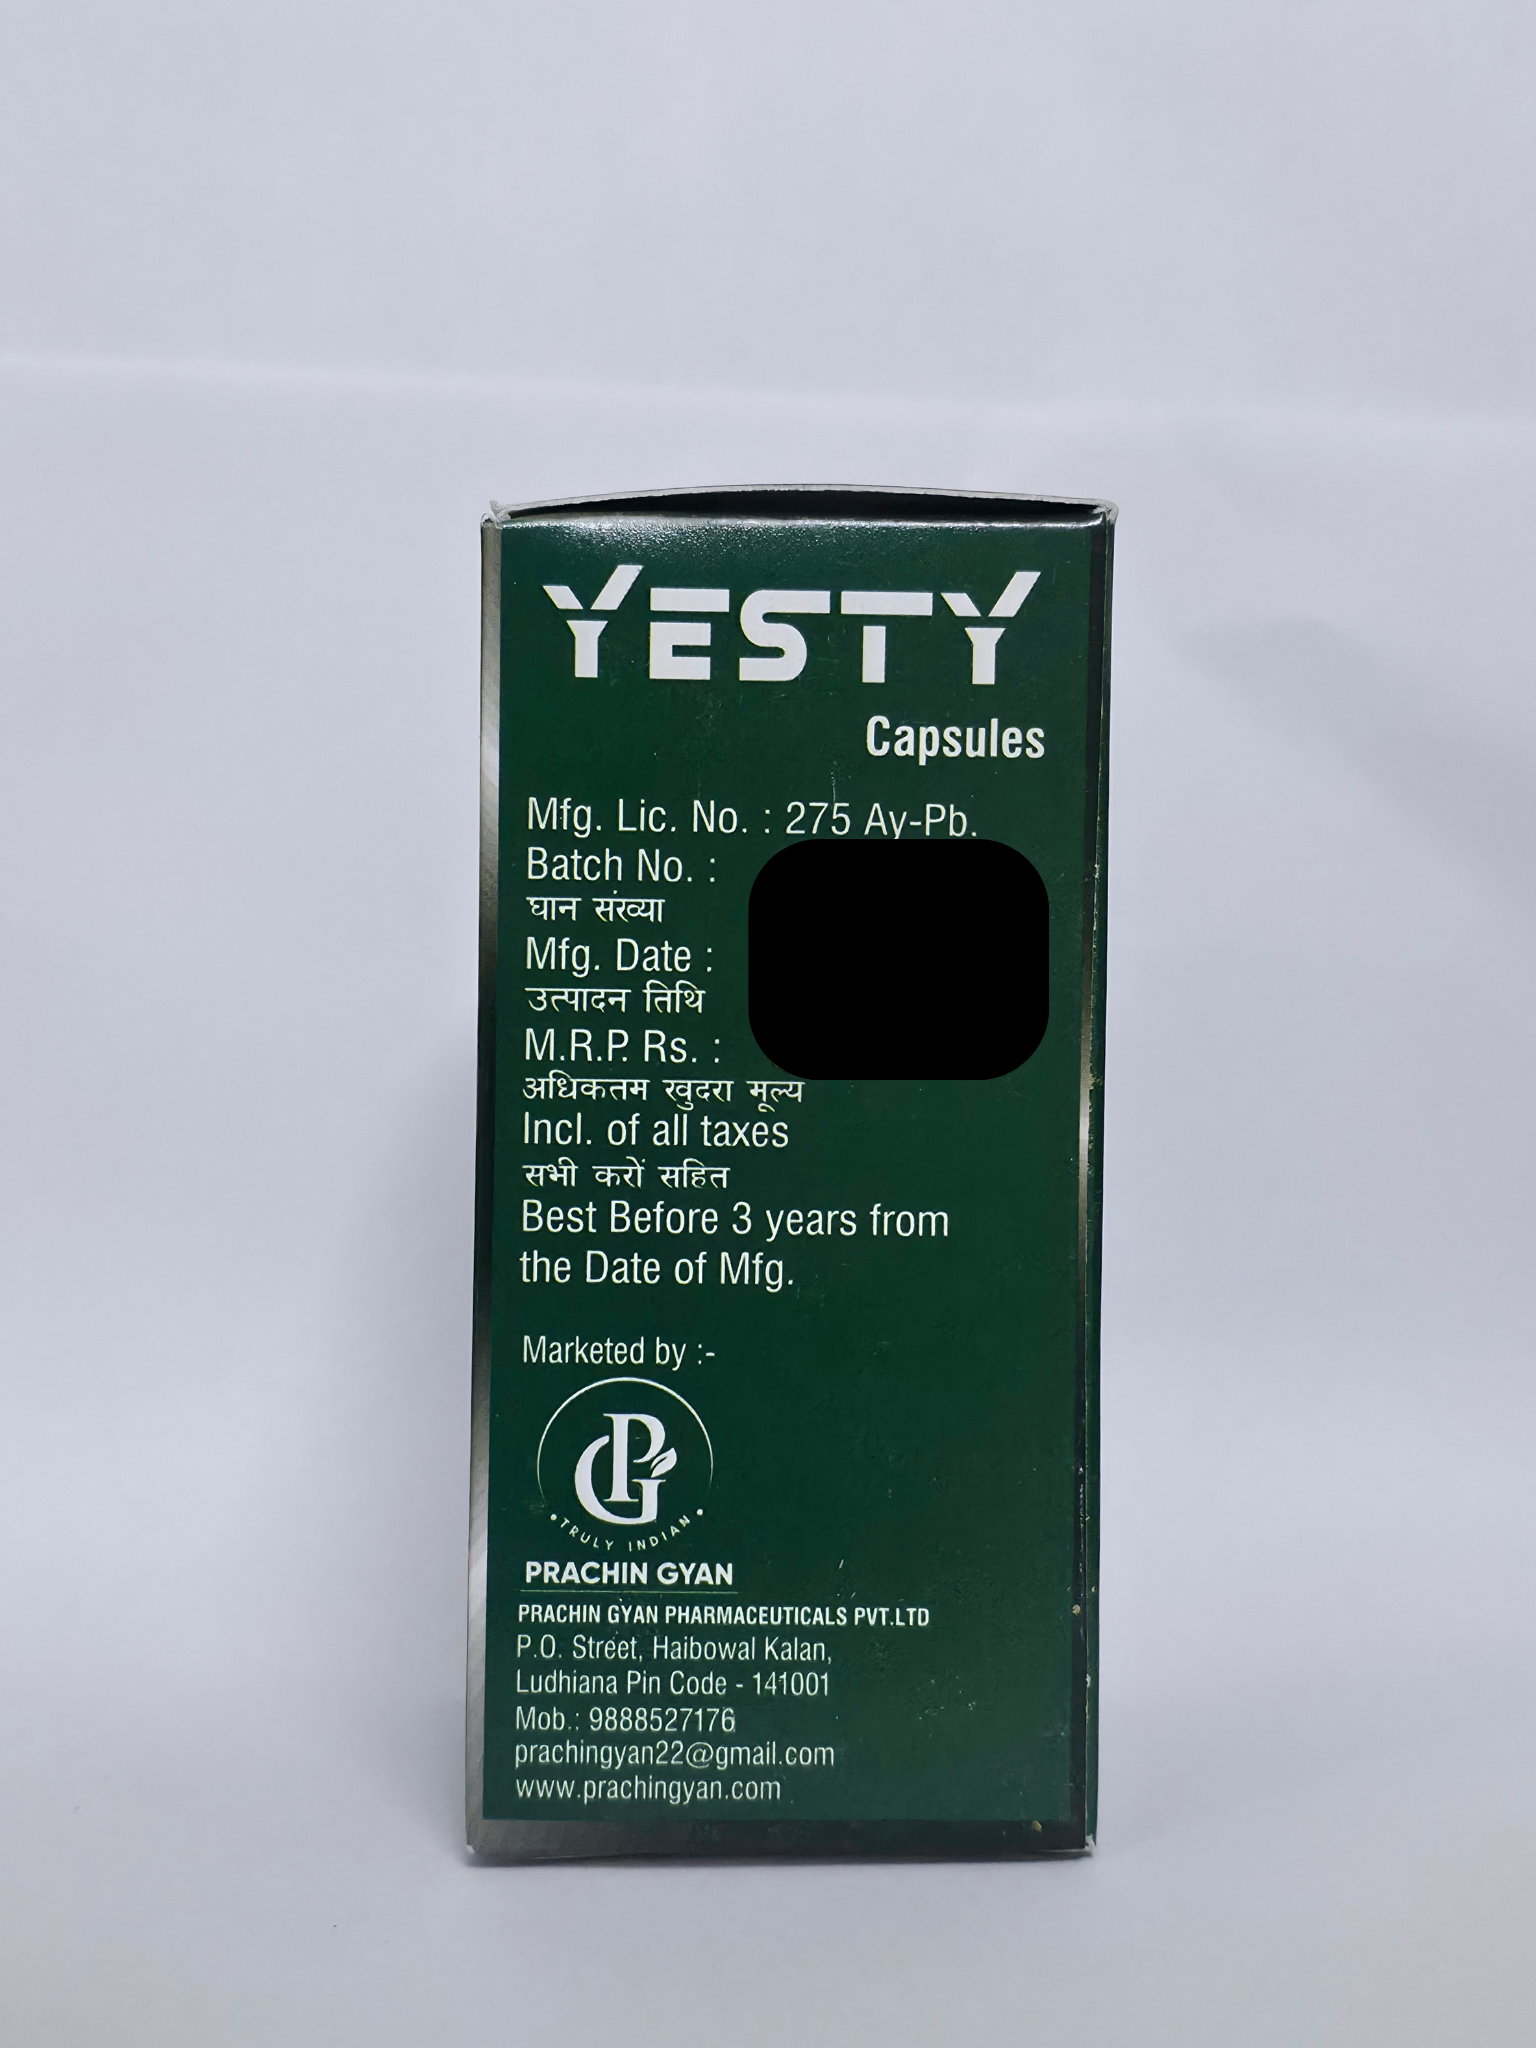 YESTY
Capsules
Mfg. Lic. No. : 275 Ay-Pb.
Batch No. :
घान संख्या
Mfg. Date :
उत्पादन तिथि
M.R.P. Rs. :
अधिकतम खुदरा मूल्य
Incl. of all taxes
सभी करों सहित
Best Before 3 years from
the Date of Mfg.
Marketed by :-
PG
• TRULY INDIAN •
PRACHIN GYAN
PRACHIN GYAN PHARMACEUTICALS PVT.LTD
P.O. Street, Haibowal Kalan,
Ludhiana Pin Code - 141001
Mob.: 9888527176
prachingyan22@gmail.com
www.prachingyan.com